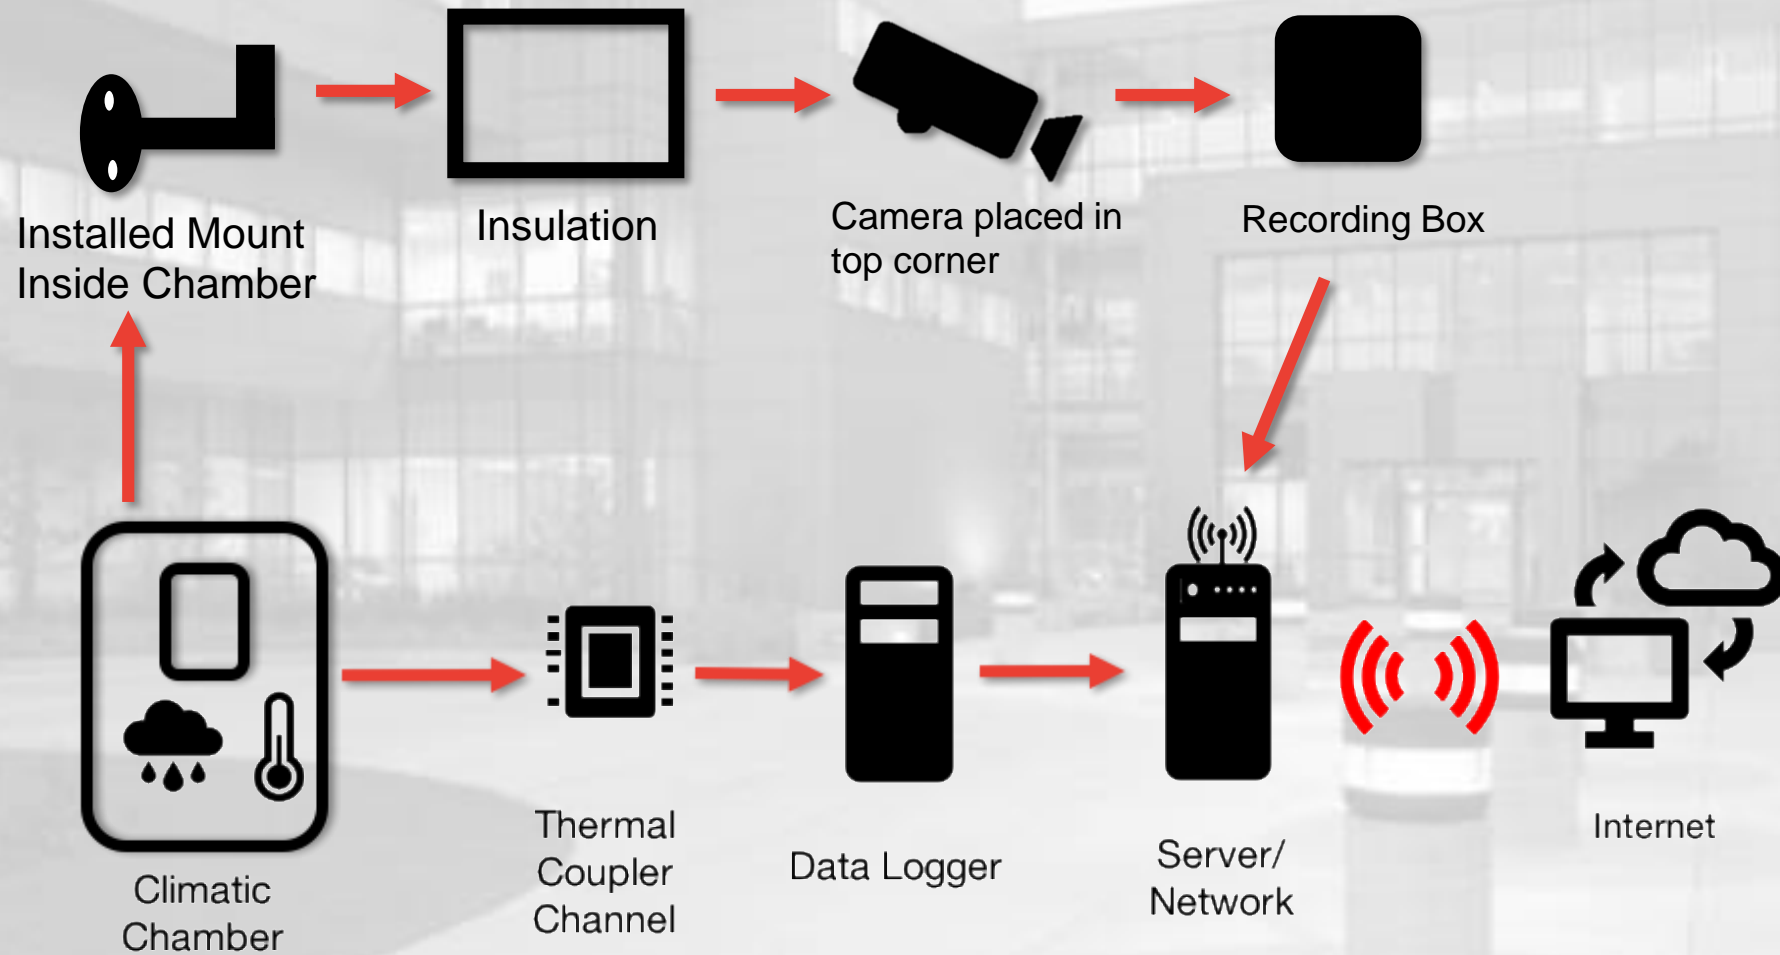 Installed Mount
Inside Chamber
Insulation
Camera placed in
top corner
Recording Box
Climatic
Chamber
Thermal
Coupler
Channel
Data Logger
Server/
Network
Internet